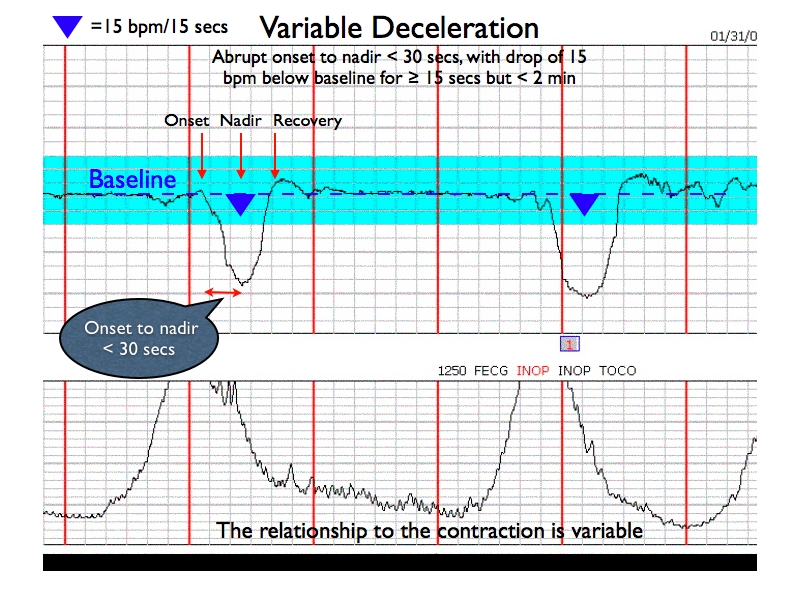 =15 bpm/15 secs
Variable Deceleration
01/31/0
Abrupt onset to nadir < 30 secs, with drop of 15
bpm below baseline for ≥ 15 secs but < 2 min
Onset Nadir Recovery
Baseline
Onset to nadir
< 30 secs
1
1250 FECG INOP INOP TOCO
The relationship to the contraction is variable